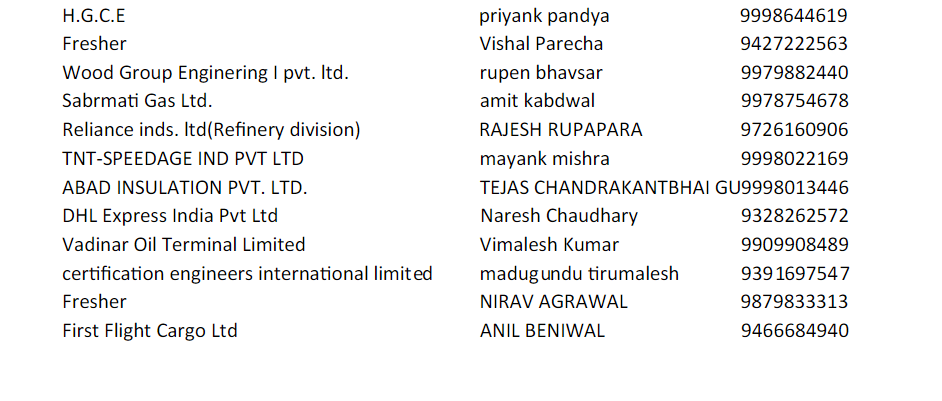 H.G.C.E priyank pandya 9998644619
Fresher Vishal Parecha 9427222563
Wood Group Enginering I pvt. ltd. rupen bhavsar 9979882440
Sabrmati Gas Ltd. amit kabdwal 9978754678
Reliance inds. ltd(Refinery division) RAJESH RUPAPARA 9726160906
TNT-SPEEDAGE IND PVT LTD mayank mishra 9998022169
ABAD INSULATION PVT. LTD. TEJAS CHANDRAKANTBHAI GU9998013446
DHL Express India Pvt Ltd Naresh Chaudhary 9328262572
Vadinar Oil Terminal Limited Vimalesh Kumar 9909908489
certification engineers international limited madugundu tirumalesh 9391697547
Fresher NIRAV AGRAWAL 9879833313
First Flight Cargo Ltd ANIL BENIWAL 9466684940